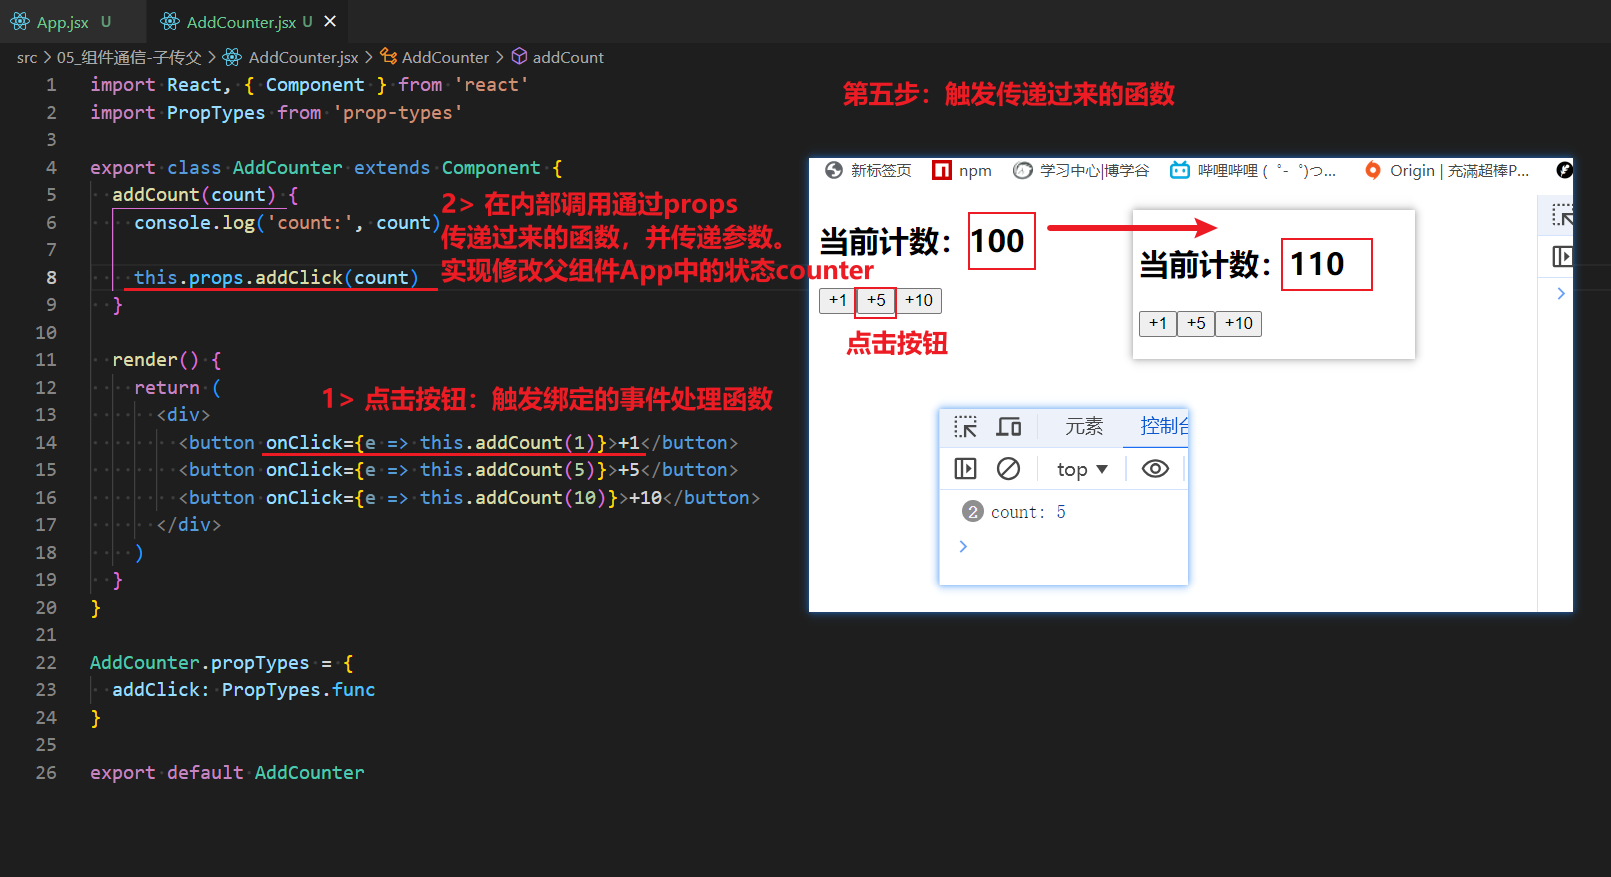 App.jsx U
AddCounter.jsx U
src > 05_组件通信-子传父 > AddCounter.jsx > AddCounter > addCount
1 import React, { Component } from 'react'
2 import PropTypes from 'prop-types'
3
4 export class AddCounter extends Component {
5 addCount(count) {
6 console.log('count:', count)
7
8 this.props.addClick(count)
9 }
10
11 render() {
12 return (
13 <div>
14 <button onClick={e => this.addCount(1)}>+1</button>
15 <button onClick={e => this.addCount(5)}>+5</button>
16 <button onClick={e => this.addCount(10)}>+10</button>
17 </div>
18 )
19 }
20 }
21
22 AddCounter.propTypes = {
23 addClick: PropTypes.func
24 }
25
26 export default AddCounter
2> 在内部调用通过props
传递过来的函数，并传递参数。
实现修改父组件App中的状态counter
1> 点击按钮：触发绑定的事件处理函数
第五步：触发传递过来的函数
新标签页 npm 学习中心|博学谷 哔哩哔哩 (゜-゜)つ... Origin | 充滿超棒P...
当前计数：100
+1 +5 +10
点击按钮
当前计数：110
+1 +5 +10
元素 控制台
top
2 count: 5
>